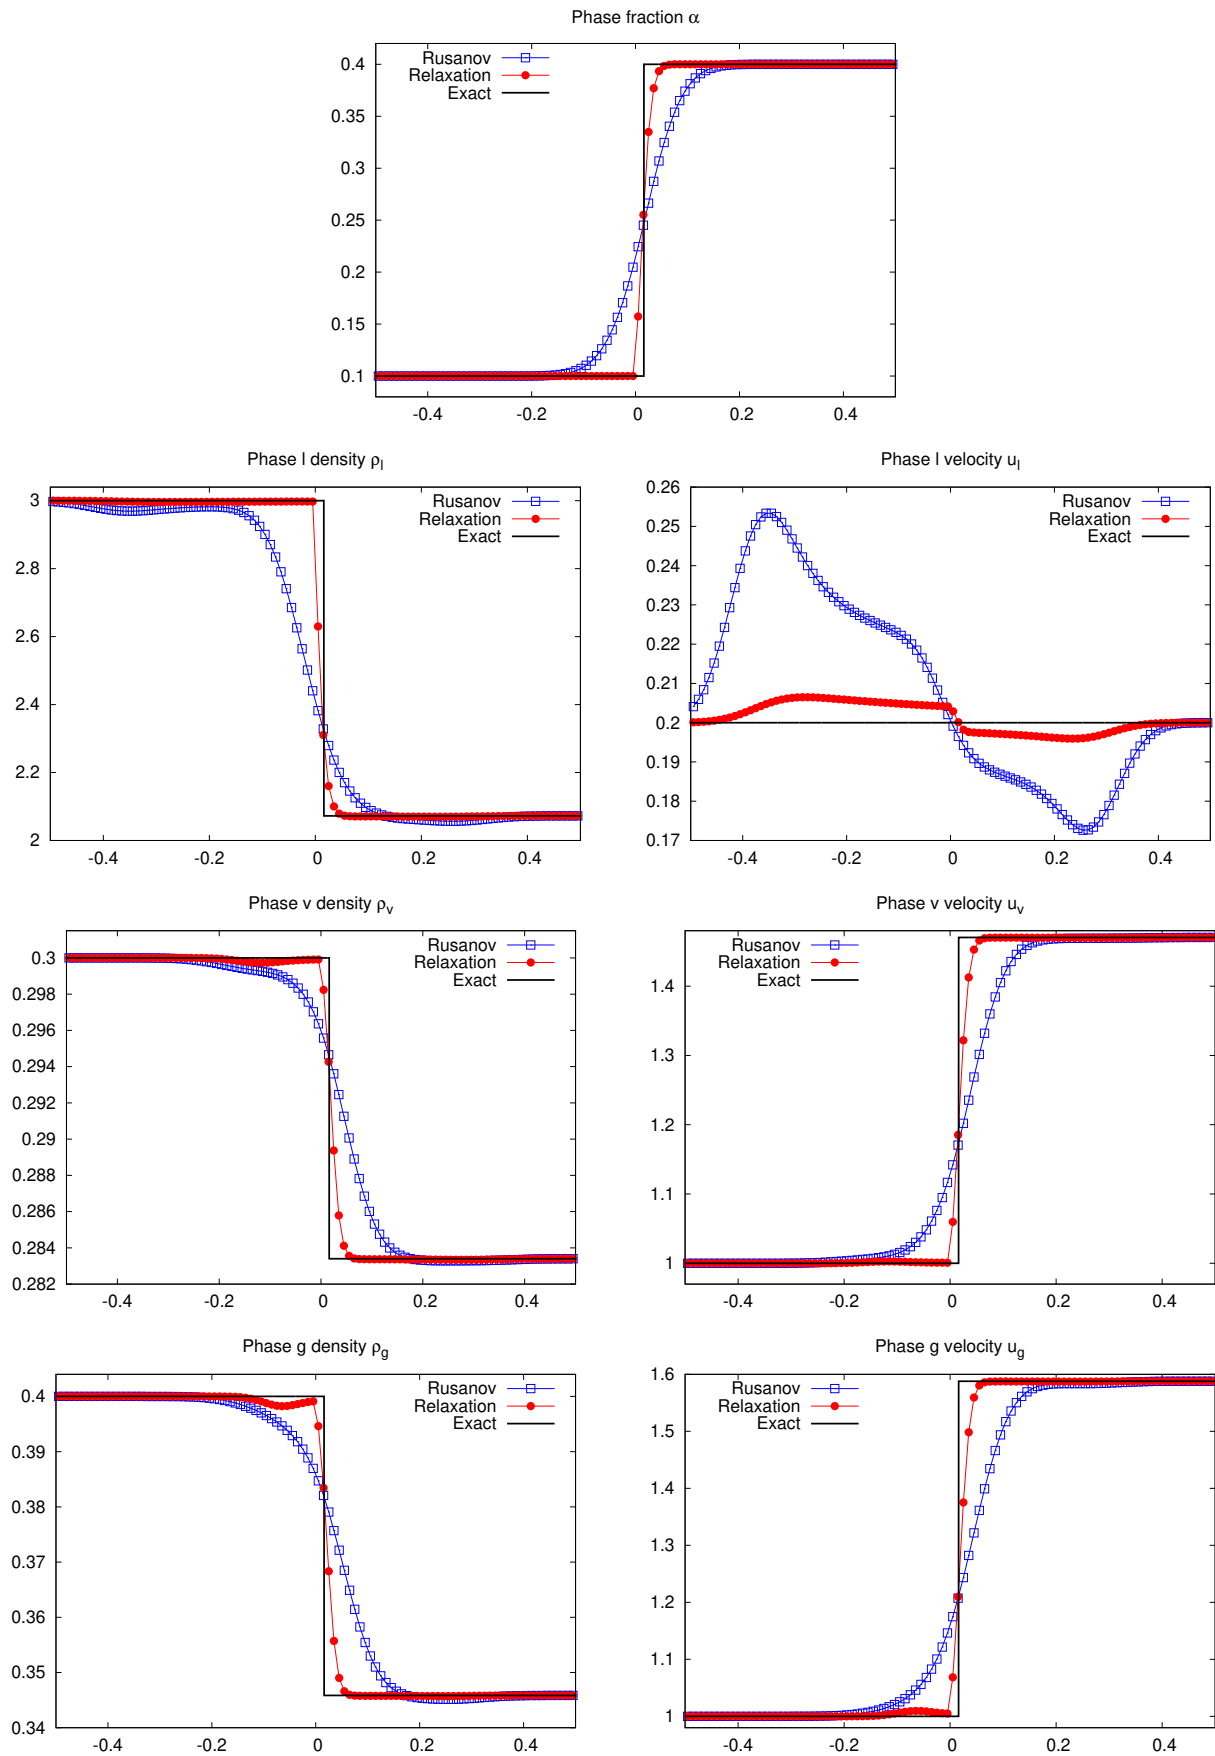 Phase fraction α
Rusanov
Relaxation
Exact
0.4
0.35
0.3
0.25
0.2
0.15
0.1
-0.4 -0.2 0 0.2 0.4
Phase l density ρl
Rusanov
Relaxation
Exact
3
2.8
2.6
2.4
2.2
2
-0.4 -0.2 0 0.2 0.4
Phase l velocity ul
Rusanov
Relaxation
Exact
0.26
0.25
0.24
0.23
0.22
0.21
0.2
0.19
0.18
0.17
-0.4 -0.2 0 0.2 0.4
Phase v density ρv
Rusanov
Relaxation
Exact
0.3
0.298
0.296
0.294
0.292
0.29
0.288
0.286
0.284
0.282
-0.4 -0.2 0 0.2 0.4
Phase v velocity uv
Rusanov
Relaxation
Exact
1.4
1.3
1.2
1.1
1
-0.4 -0.2 0 0.2 0.4
Phase g density ρg
Rusanov
Relaxation
Exact
0.4
0.39
0.38
0.37
0.36
0.35
0.34
-0.4 -0.2 0 0.2 0.4
Phase g velocity ug
Rusanov
Relaxation
Exact
1.6
1.5
1.4
1.3
1.2
1.1
1
-0.4 -0.2 0 0.2 0.4